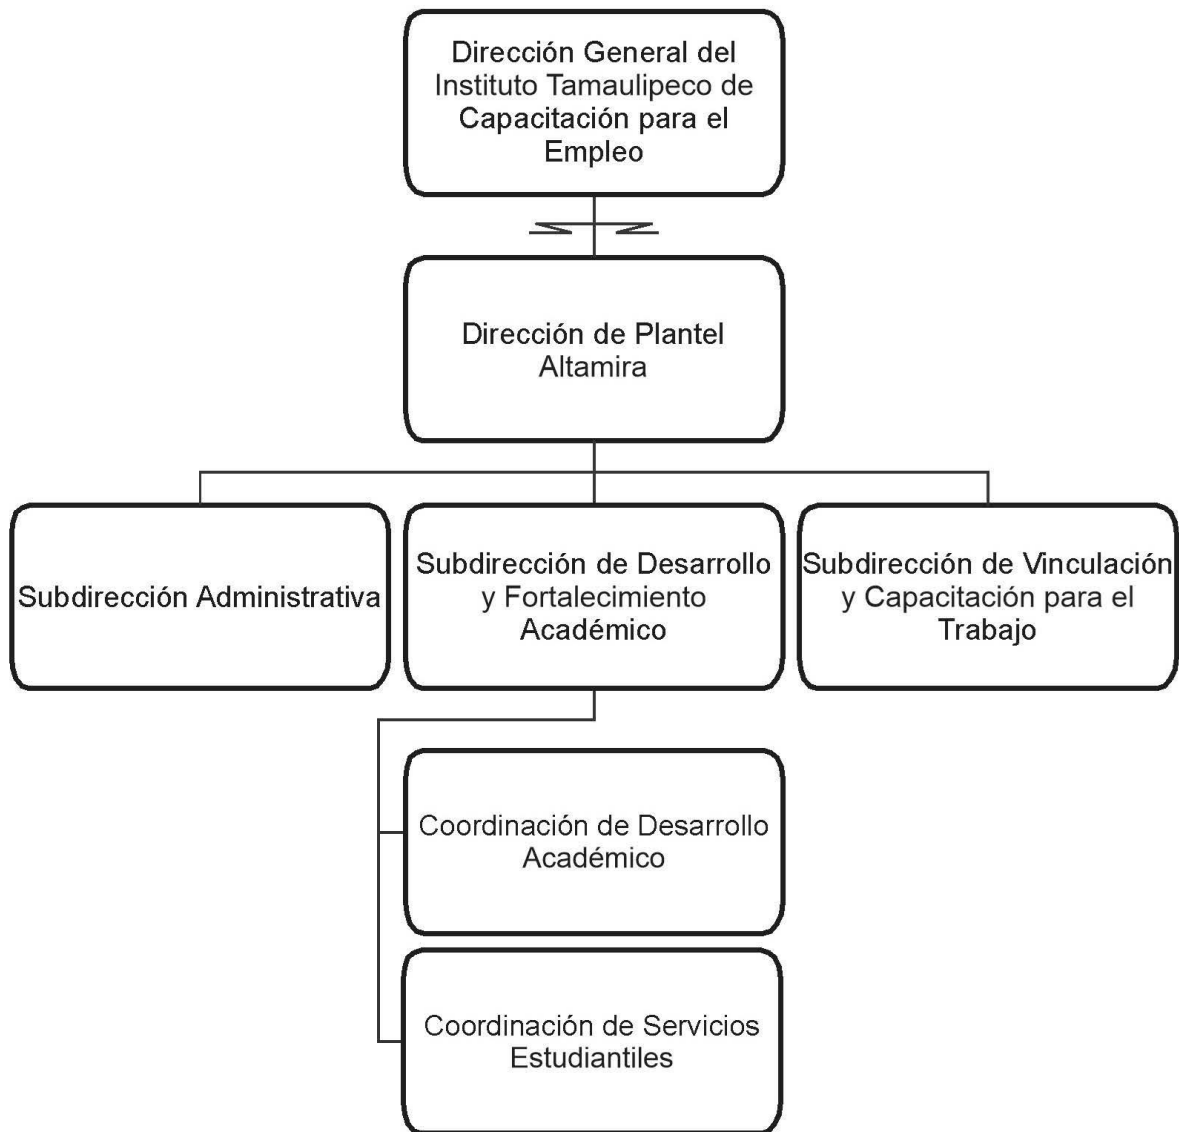 Dirección General del
Instituto Tamaulipeco de
Capacitación para el
Empleo
Dirección de Plantel
Altamira
Subdirección Administrativa
Subdirección de Desarrollo
y Fortalecimiento
Académico
Subdirección de Vinculación
y Capacitación para el
Trabajo
Coordinación de Desarrollo
Académico
Coordinación de Servicios
Estudiantiles